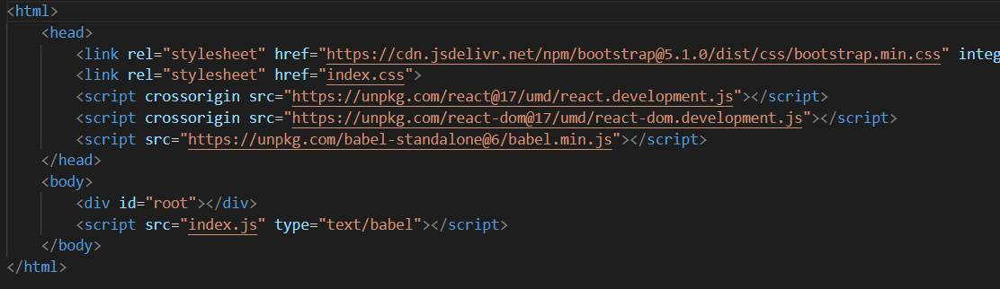 <html>
<head>
<link rel="stylesheet" href="https://cdn.jsdelivr.net/npm/bootstrap@5.1.0/dist/css/bootstrap.min.css" integ
<link rel="stylesheet" href="index.css">
<script crossorigin src="https://unpkg.com/react@17/umd/react.development.js"></script>
<script crossorigin src="https://unpkg.com/react-dom@17/umd/react-dom.development.js"></script>
<script src="https://unpkg.com/babel-standalone@6/babel.min.js"></script>
</head>
<body>
<div id="root"></div>
<script src="index.js" type="text/babel"></script>
</body>
</html>